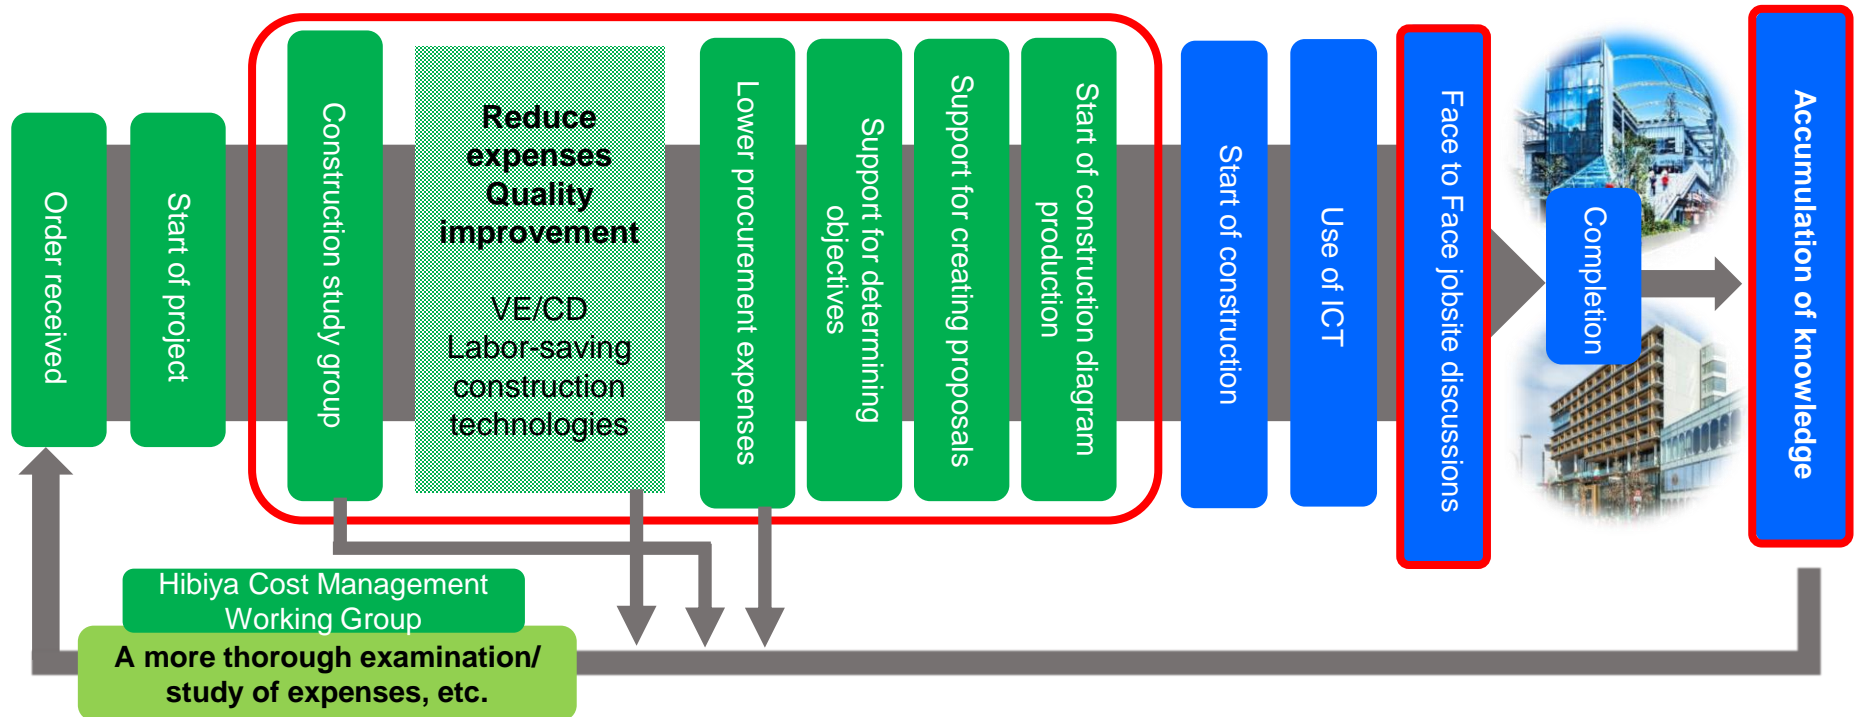 Order received
Start of project
Construction study group
Reduce
expenses
Quality
improvement
VE/CD
Labor-saving
construction
technologies
Lower procurement expenses
Support for determining
objectives
Support for creating proposals
Start of construction diagram
production
Start of construction
Use of ICT
Face to Face jobsite discussions
Completion
Accumulation of knowledge
Hibiya Cost Management
Working Group
A more thorough examination/
study of expenses, etc.